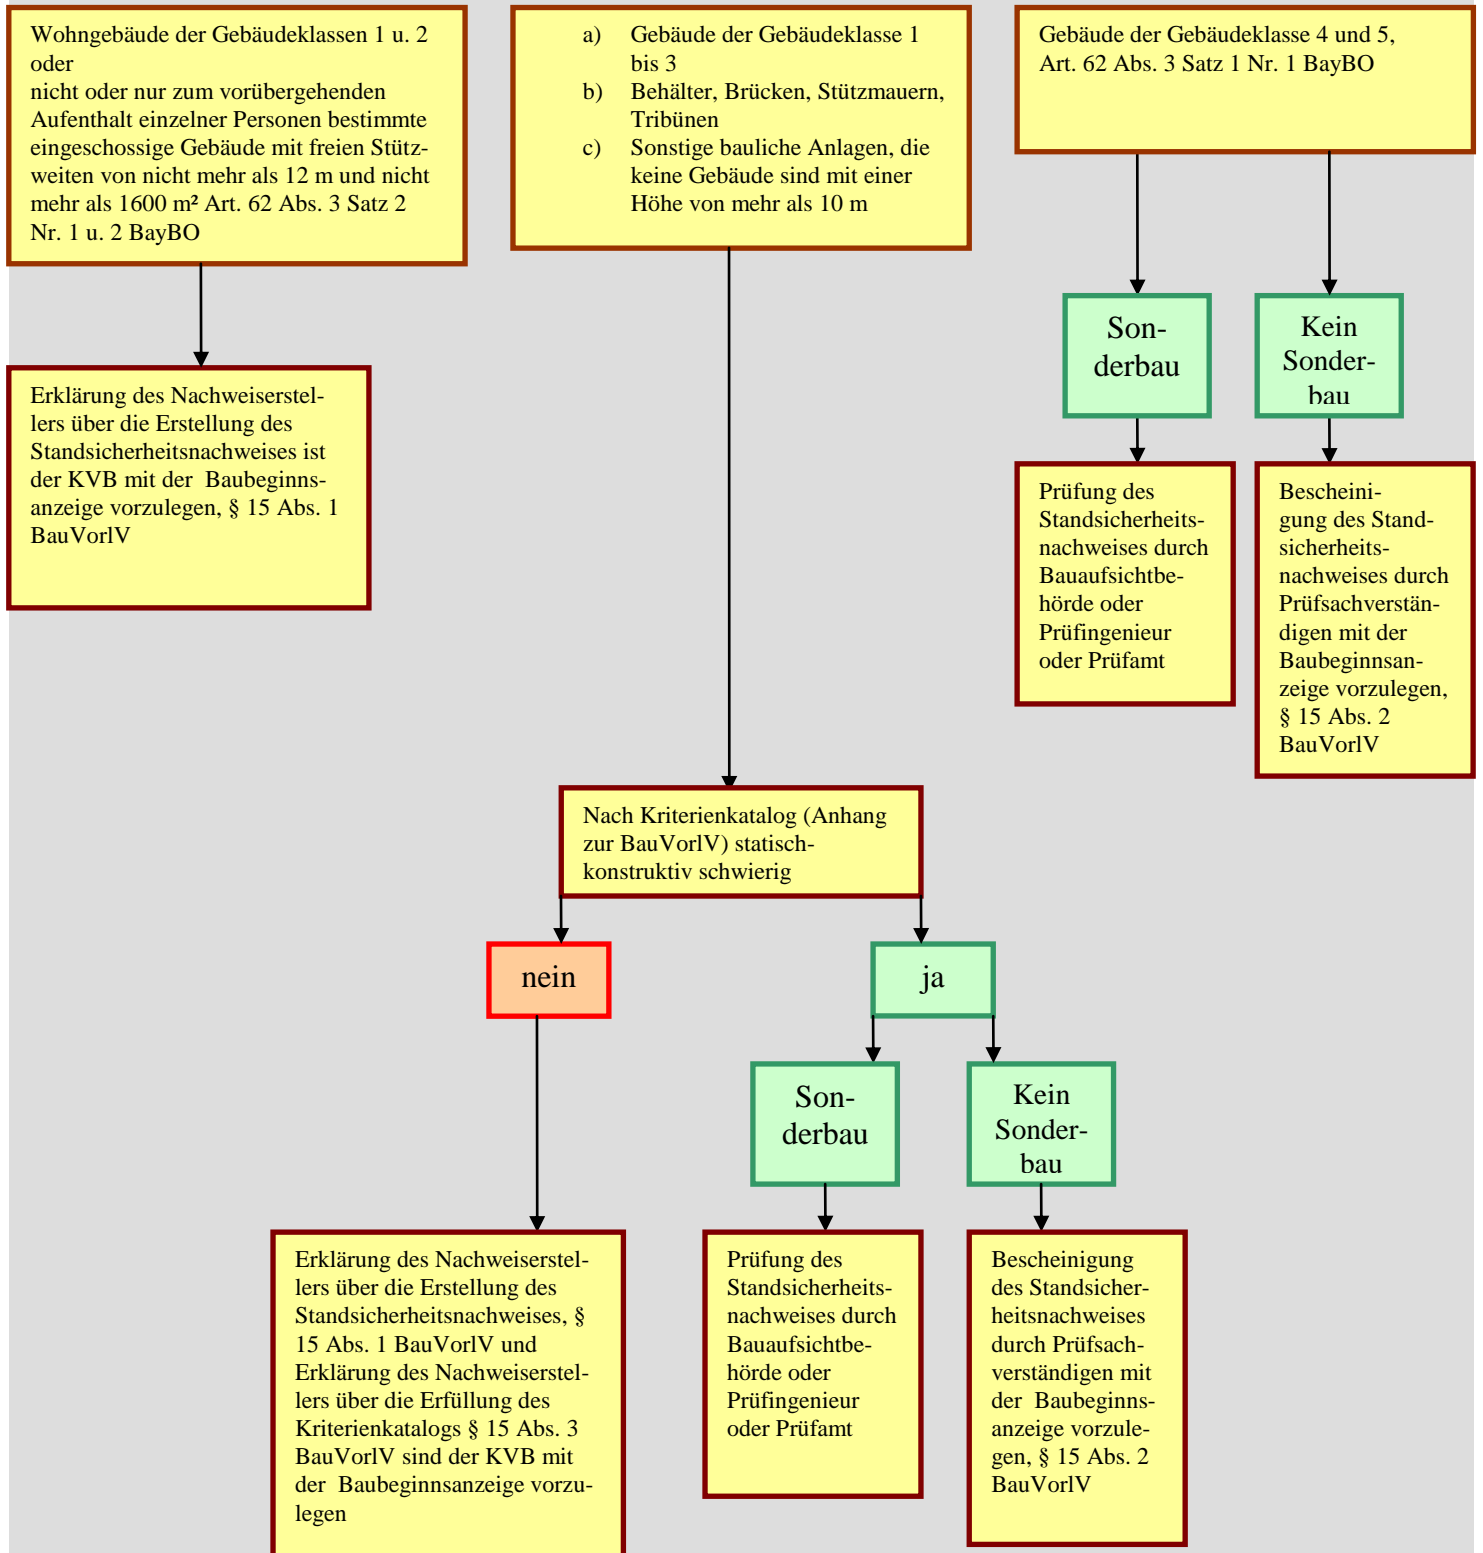 Wohngebäude der Gebäudeklassen 1 u. 2
oder
nicht oder nur zum vorübergehenden
Aufenthalt einzelner Personen bestimmte
eingeschossige Gebäude mit freien Stütz-
weiten von nicht mehr als 12 m und nicht
mehr als 1600 m² Art. 62 Abs. 3 Satz 2
Nr. 1 u. 2 BayBO
a) Gebäude der Gebäudeklasse 1
bis 3
b) Behälter, Brücken, Stützmauern,
Tribünen
c) Sonstige bauliche Anlagen, die
keine Gebäude sind mit einer
Höhe von mehr als 10 m
Gebäude der Gebäudeklasse 4 und 5,
Art. 62 Abs. 3 Satz 1 Nr. 1 BayBO
Son-
derbau
Kein
Sonder-
bau
Erklärung des Nachweiserstel-
lers über die Erstellung des
Standsicherheitsnachweises ist
der KVB mit der Baubeginns-
anzeige vorzulegen, § 15 Abs. 1
BauVorlV
Prüfung des
Standsicherheits-
nachweises durch
Bauaufsichtbe-
hörde oder
Prüfingenieur
oder Prüfamt
Bescheini-
gung des Stand-
sicherheits-
nachweises durch
Prüfsachverstän-
digen mit der
Baubeginnsan-
zeige vorzulegen,
§ 15 Abs. 2
BauVorlV
Nach Kriterienkatalog (Anhang
zur BauVorlV) statisch-
konstruktiv schwierig
nein
ja
Son-
derbau
Kein
Sonder-
bau
Erklärung des Nachweiserstel-
lers über die Erstellung des
Standsicherheitsnachweises, §
15 Abs. 1 BauVorlV und
Erklärung des Nachweiserstel-
lers über die Erfüllung des
Kriterienkatalogs § 15 Abs. 3
BauVorlV sind der KVB mit
der Baubeginnsanzeige vorzu-
legen
Prüfung des
Standsicherheits-
nachweises durch
Bauaufsichtbe-
hörde oder
Prüfingenieur
oder Prüfamt
Bescheinigung
des Standsicher-
heitsnachweises
durch Prüfsach-
verständigen mit
der Baubeginns-
anzeige vorzule-
gen, § 15 Abs. 2
BauVorlV